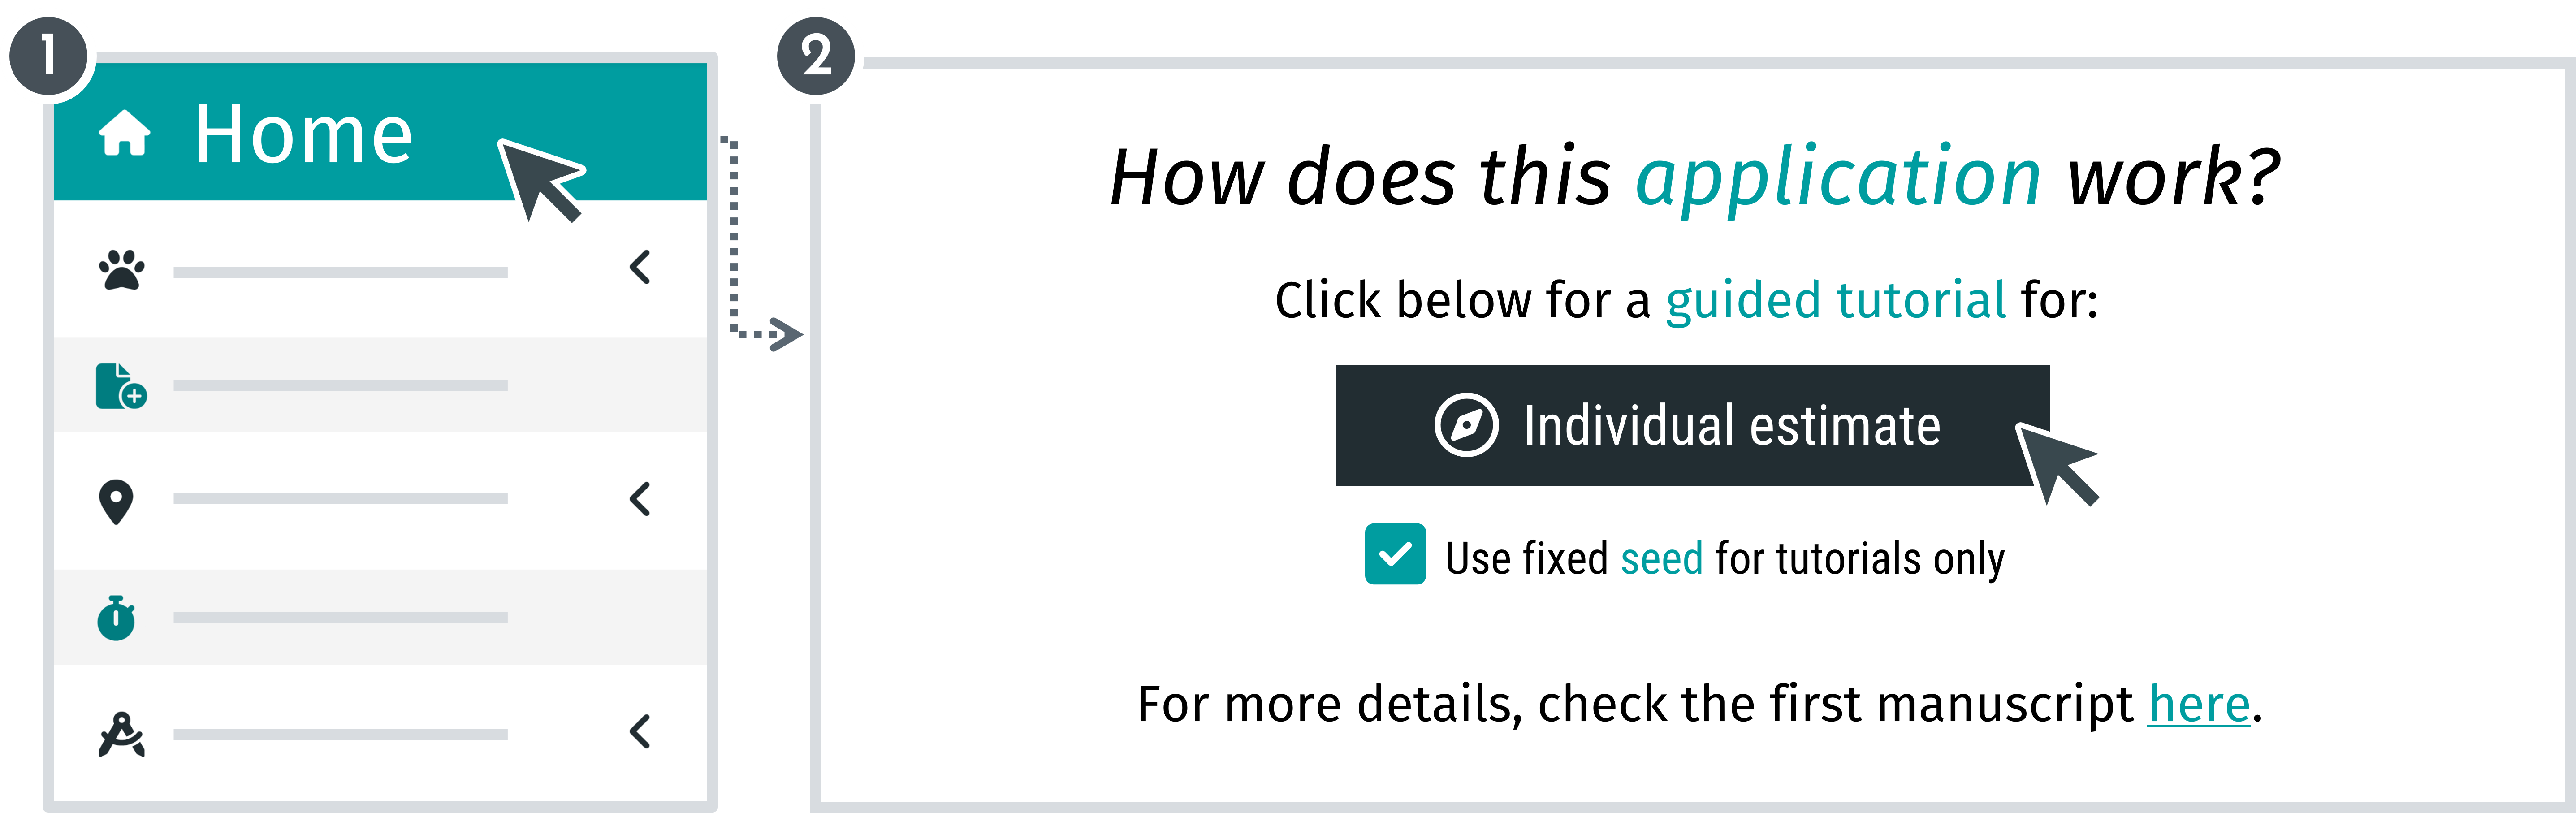 1
Home
2
How does this application work?
Click below for a guided tutorial for:
Individual estimate
Use fixed seed for tutorials only
For more details, check the first manuscript here.